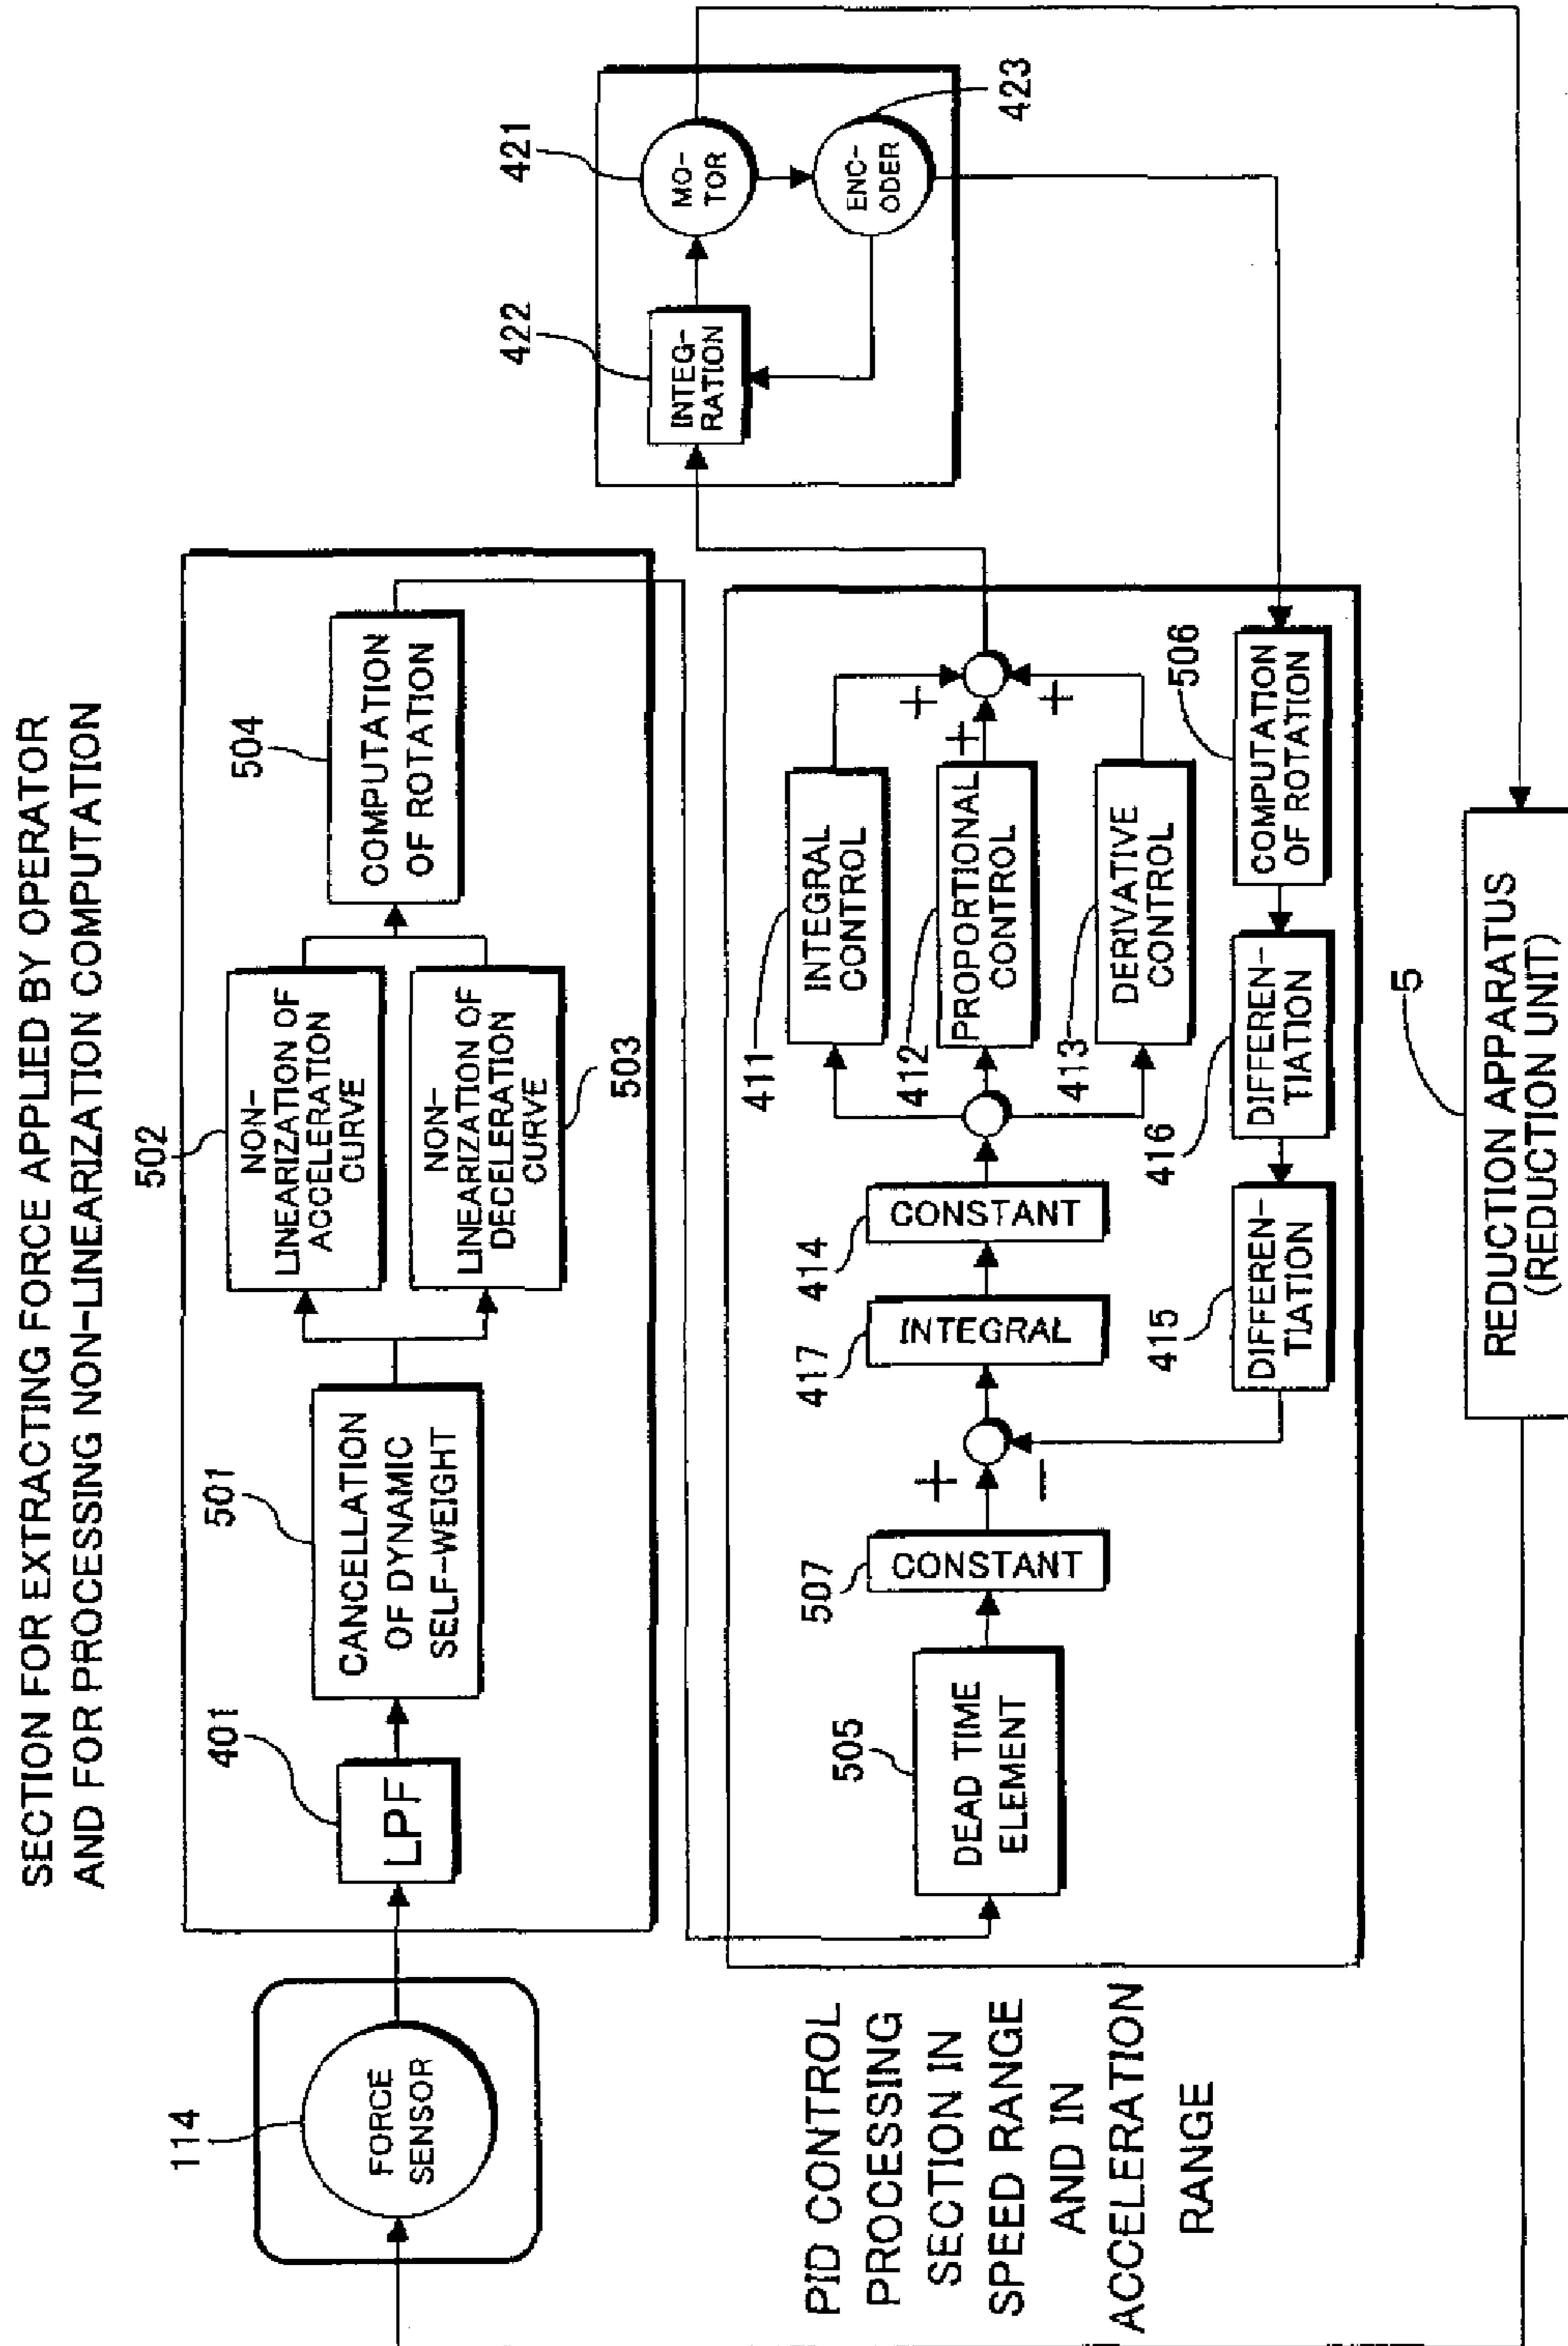 SECTION FOR EXTRACTING FORCE APPLIED BY OPERATOR
AND FOR PROCESSING NON-LINEARIZATION COMPUTATION
114
FORCE
SENSOR
401
LPF
501
CANCELLATION
OF DYNAMIC
SELF-WEIGHT
502
NON-
LINEARIZATION OF
ACCELERATION
CURVE
NON-
LINEARIZATION OF
DECELERATION
CURVE
503
504
COMPUTATION
OF ROTATION
422
INTEG-
RATION
421
MO-
TOR
ENC-
ODER
423
PID CONTROL
PROCESSING
SECTION IN
SPEED RANGE
AND IN
ACCELERATION
RANGE
505
DEAD TIME
ELEMENT
507
CONSTANT
+
−
417
INTEGRAL
414
CONSTANT
411
INTEGRAL
CONTROL
412
PROPORTIONAL
CONTROL
413
DERIVATIVE
CONTROL
+
+
+
415
DIFFEREN-
TIATION
416
DIFFEREN-
TIATION
506
COMPUTATION
OF ROTATION
5
REDUCTION APPARATUS
(REDUCTION UNIT)